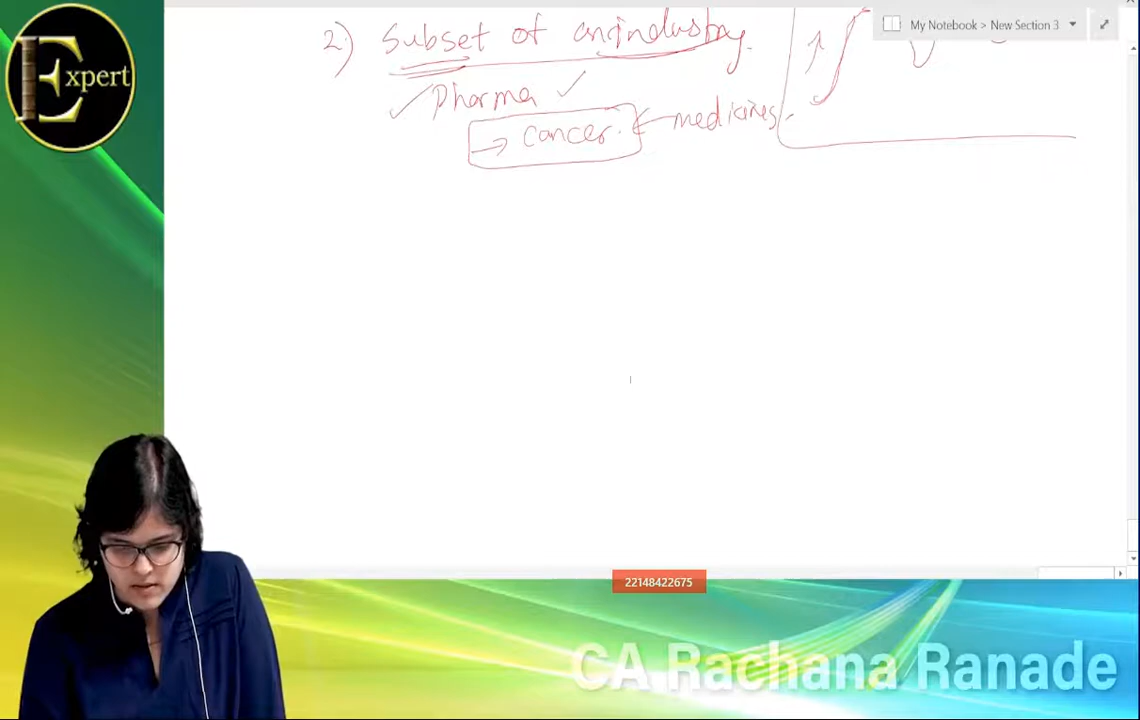 My Notebook > New Section 3
Expert
2) Subset of an industry.
✓ Pharma ✓
→ Cancer. ← medicines.
22148422675
CA Rachana Ranade